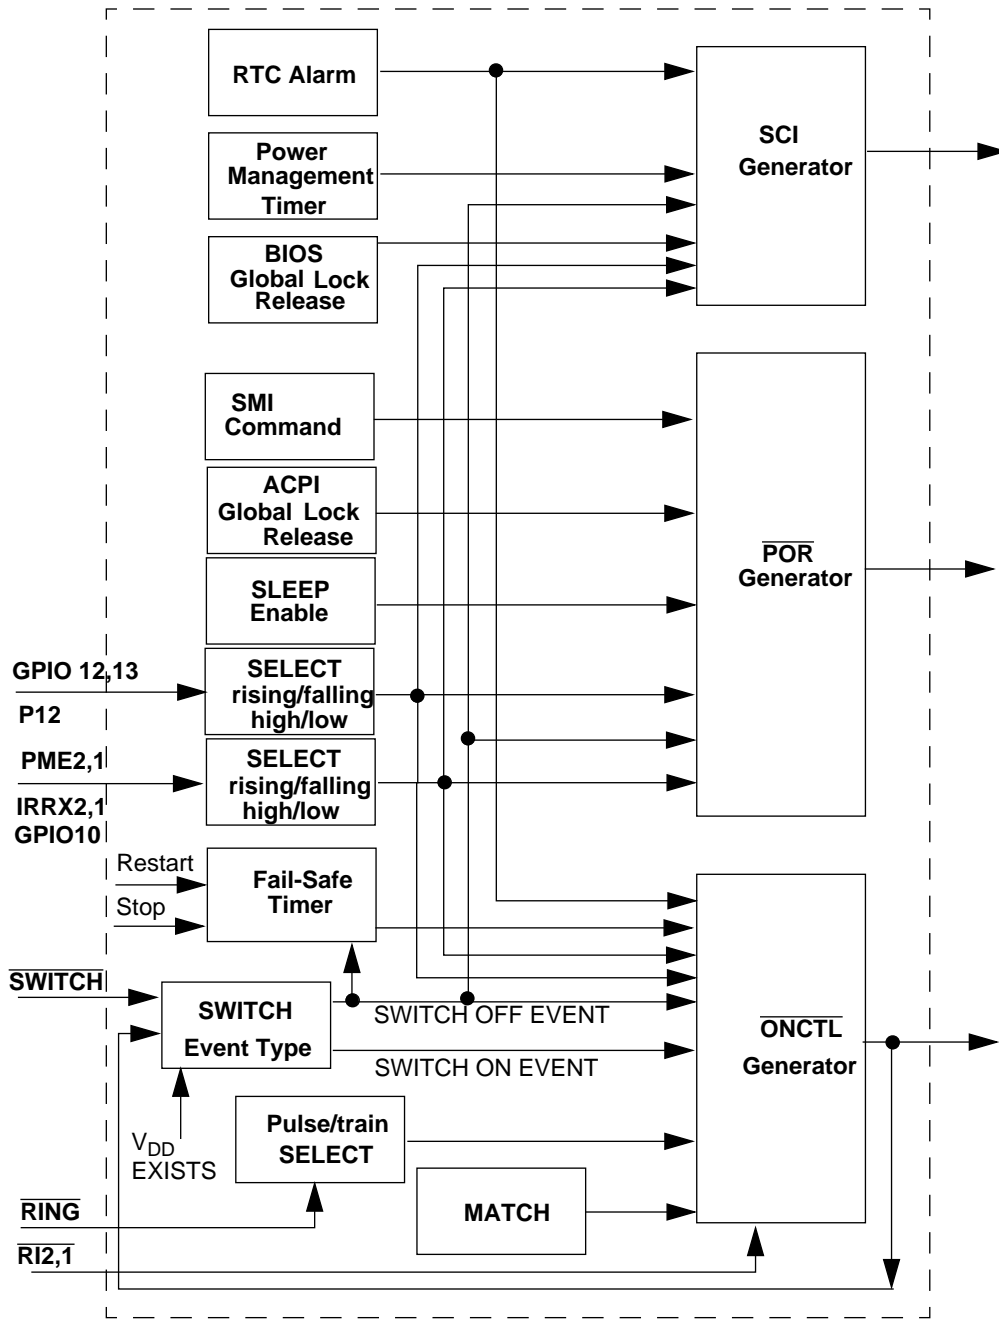 RTC Alarm
SCI
Generator
Power
Management
Timer
BIOS
Global Lock
Release
SMI
Command
ACPI
Global Lock
Release
POR
Generator
SLEEP
Enable
GPIO 12,13
P12
SELECT
rising/falling
high/low
PME2,1
IRRX2,1
GPIO10
SELECT
rising/falling
high/low
Restart
Stop
Fail-Safe
Timer
SWITCH
SWITCH
Event Type
SWITCH OFF EVENT
SWITCH ON EVENT
ONCTL
Generator
VDD
EXISTS
Pulse/train
SELECT
MATCH
RING
RI2,1